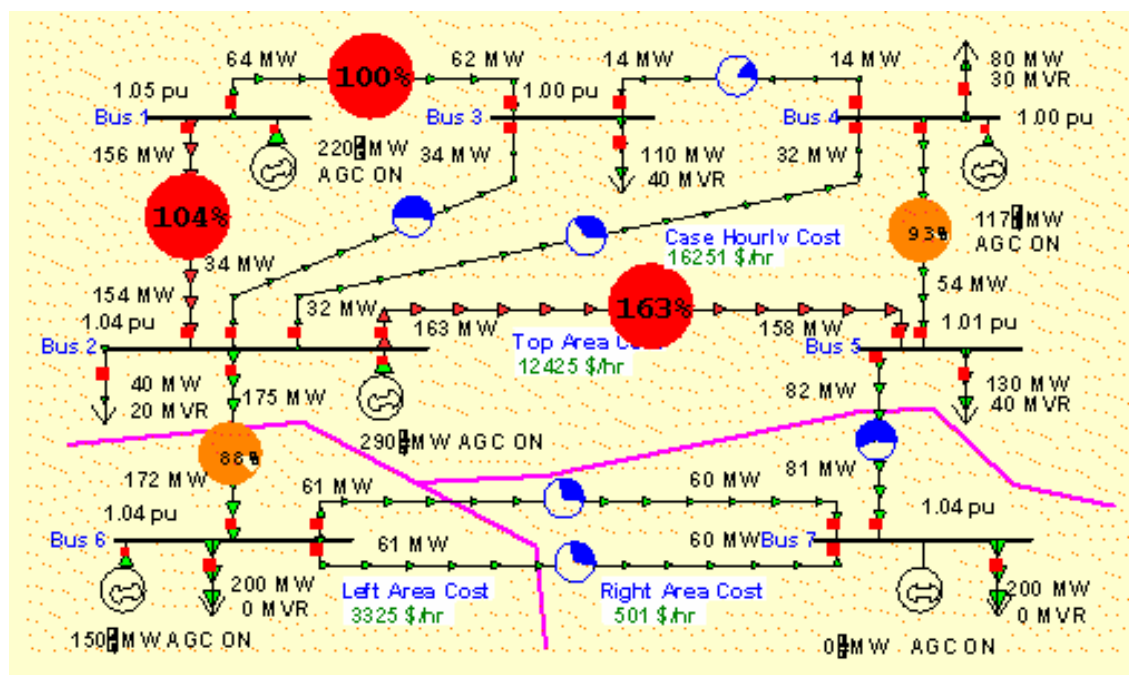 64 MW
100%
62 MW
14 MW
14 MW
80 MW
30 MVR
1.05 pu
1.00 pu
Bus 1
Bus 3
Bus 4
1.00 pu
156 MW
220 MW
AGC ON
34 MW
110 MW
40 MVR
32 MW
104%
117 MW
AGC ON
93%
Case Hourly Cost
16251 $/hr
34 MW
54 MW
154 MW
32 MW
163%
1.04 pu
163 MW
158 MW
1.01 pu
Bus 2
Top Area
12425 $/hr
Bus 5
40 MW
20 MVR
175 MW
82 MW
130 MW
40 MVR
290 MW AGC ON
88%
172 MW
61 MW
60 MW
81 MW
1.04 pu
1.04 pu
Bus 6
61 MW
60 MW
Bus 7
200 MW
0 MVR
Left Area Cost
3325 $/hr
Right Area Cost
501 $/hr
200 MW
0 MVR
150 MW AGC ON
0 MW AGC ON